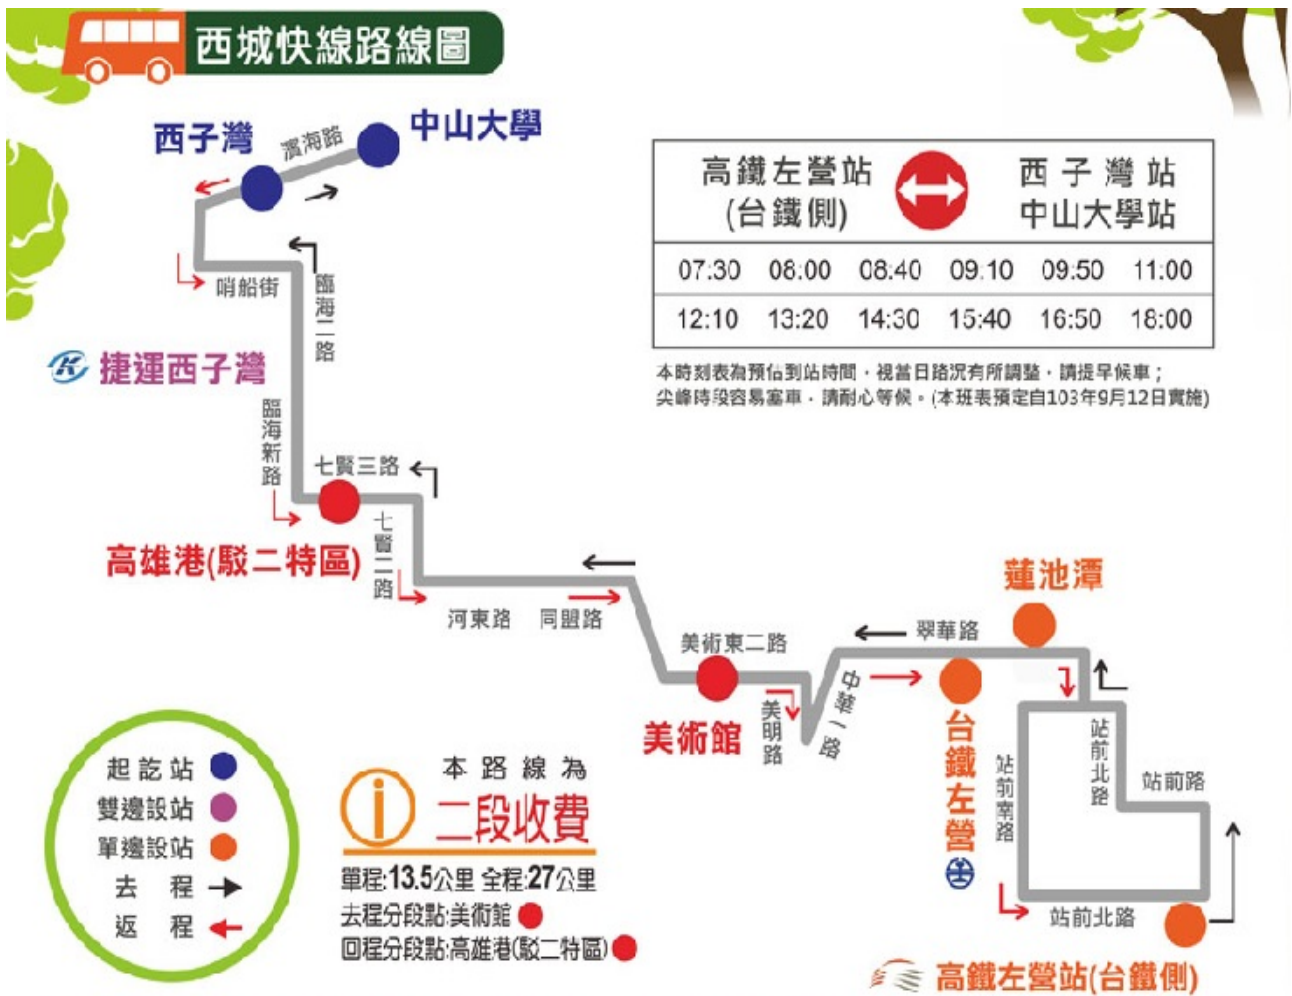 西城快線路線圖
西子灣
濱海路
中山大學
高鐵左營站
(台鐵側)
西子灣站
中山大學站
07:30 08:00 08:40 09:10 09:50 11:00
12:10 13:20 14:30 15:40 16:50 18:00
本時刻表為預估到站時間，視當日路況有所調整，請提早候車；
尖峰時段容易塞車，請耐心等候。(本班表預定自103年9月12日實施)
哨船街
臨海二路
捷運西子灣
臨海新路
七賢三路
高雄港(駁二特區)
七賢二路
河東路
同盟路
美術東二路
美術館
美明路
中華一路
翠華路
蓮池潭
台鐵左營
站前南路
站前北路
站前路
站前北路
高鐵左營站(台鐵側)
起訖站
雙邊設站
單邊設站
去程
返程
本路線為
二段收費
單程:13.5公里 全程:27公里
去程分段點:美術館
回程分段點:高雄港(駁二特區)